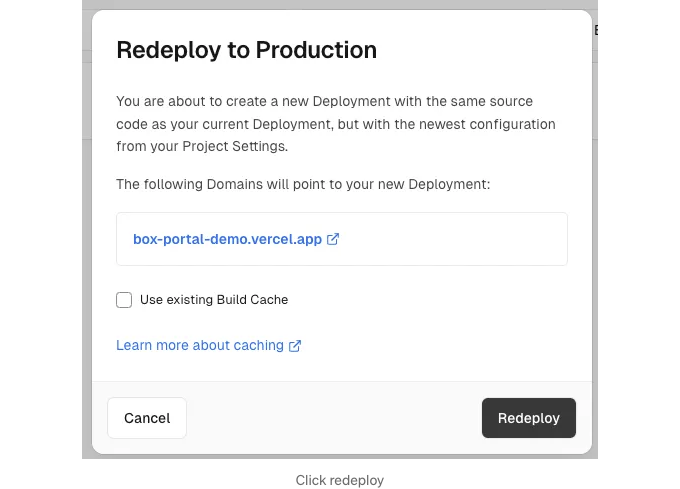 Redeploy to Production
You are about to create a new Deployment with the same source
code as your current Deployment, but with the newest configuration
from your Project Settings.
The following Domains will point to your new Deployment:
box-portal-demo.vercel.app
Use existing Build Cache
Learn more about caching
Cancel
Redeploy
Click redeploy